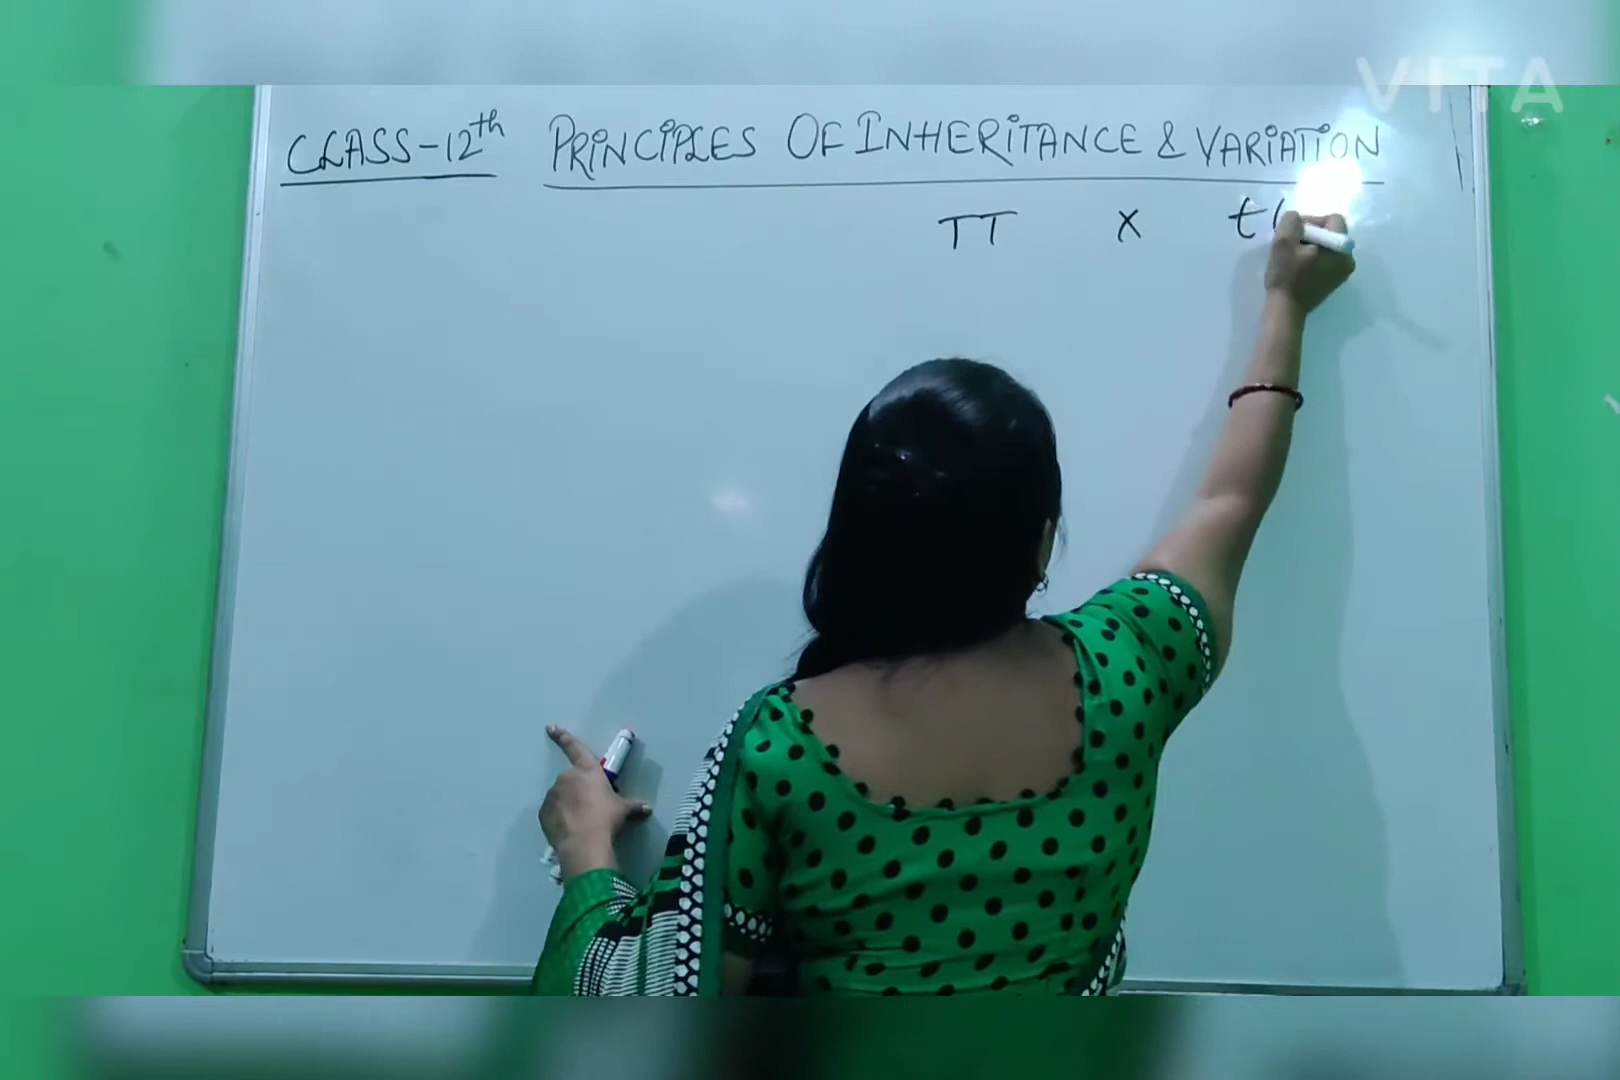 VITA
CLASS-12th PRINCIPLES OF INHERITANCE & VARIATION
TT x t